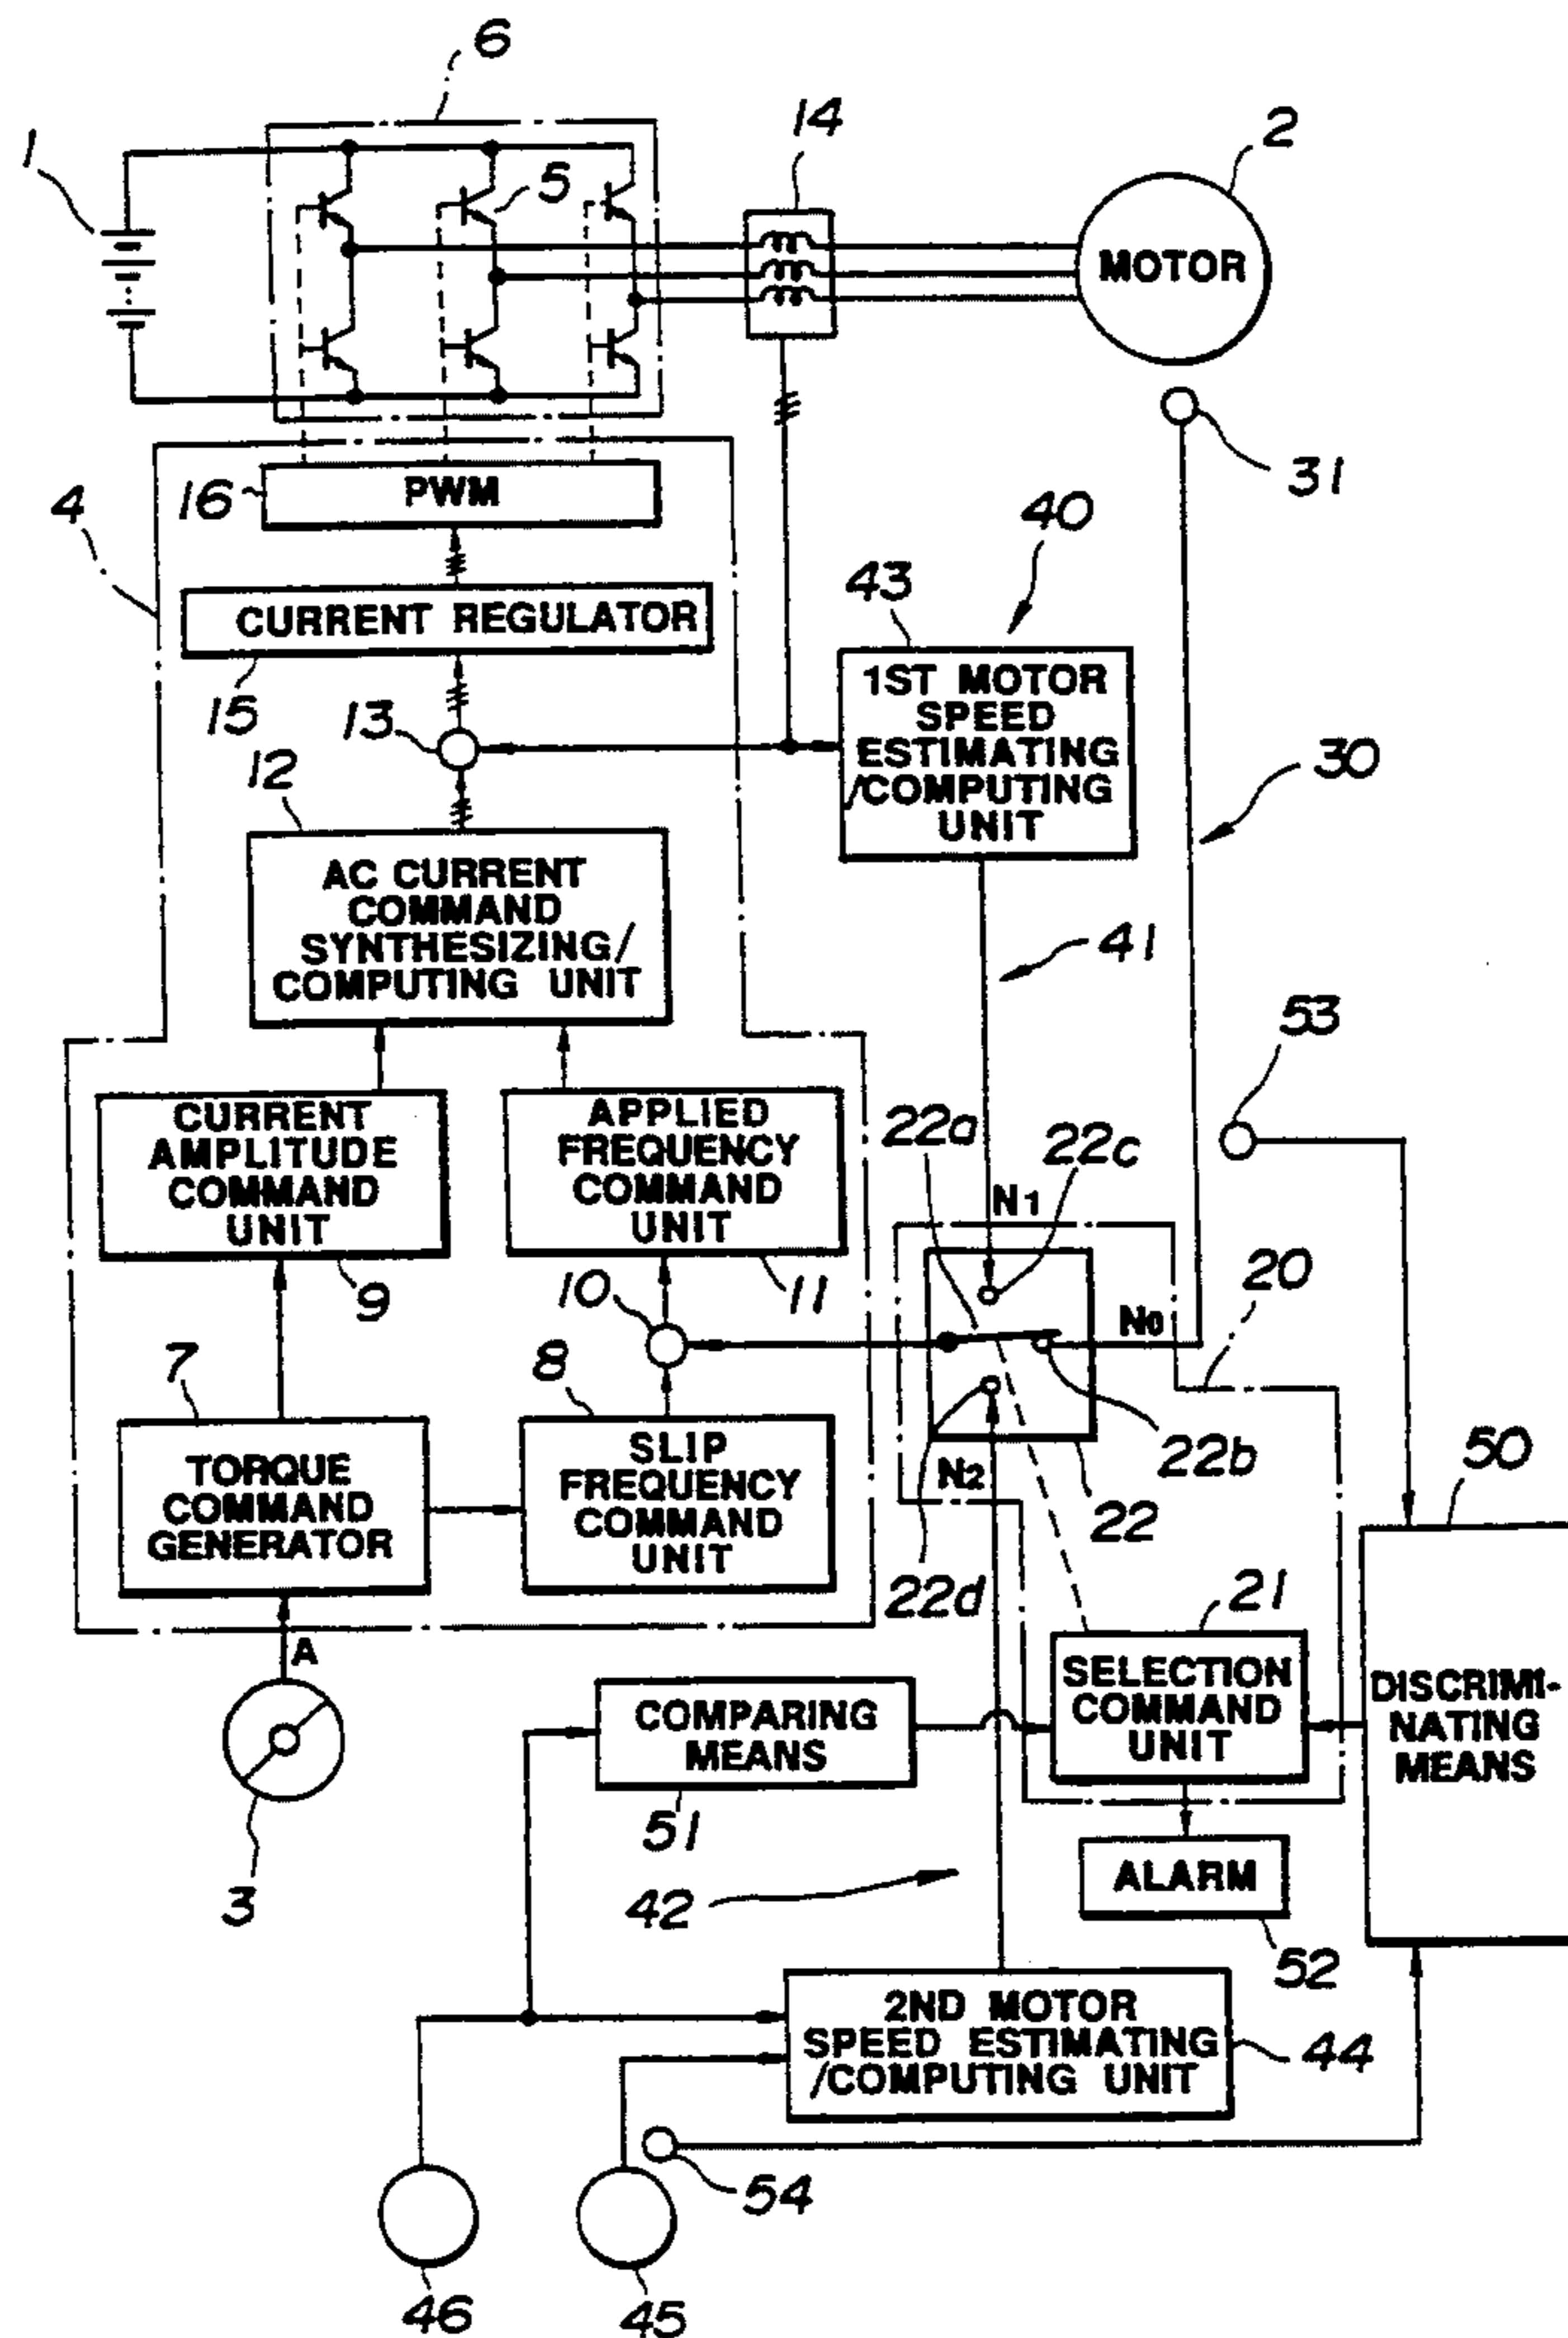 6
1
14
2
5
MOTOR
31
4
16
PWM
40
43
CURRENT REGULATOR
15
13
1ST MOTOR
SPEED
ESTIMATING
/COMPUTING
UNIT
30
12
AC CURRENT
COMMAND
SYNTHESIZING/
COMPUTING UNIT
41
53
CURRENT
AMPLITUDE
COMMAND
UNIT
APPLIED
FREQUENCY
COMMAND
UNIT
22a
22c
N1
9
10
11
20
N0
7
8
TORQUE
COMMAND
GENERATOR
SLIP
FREQUENCY
COMMAND
UNIT
N2
22b
50
22
22d
21
A
SELECTION
COMMAND
UNIT
DISCRIMI-
NATING
MEANS
COMPARING
MEANS
51
3
42
ALARM
52
2ND MOTOR
SPEED ESTIMATING
/COMPUTING UNIT
44
54
46
45